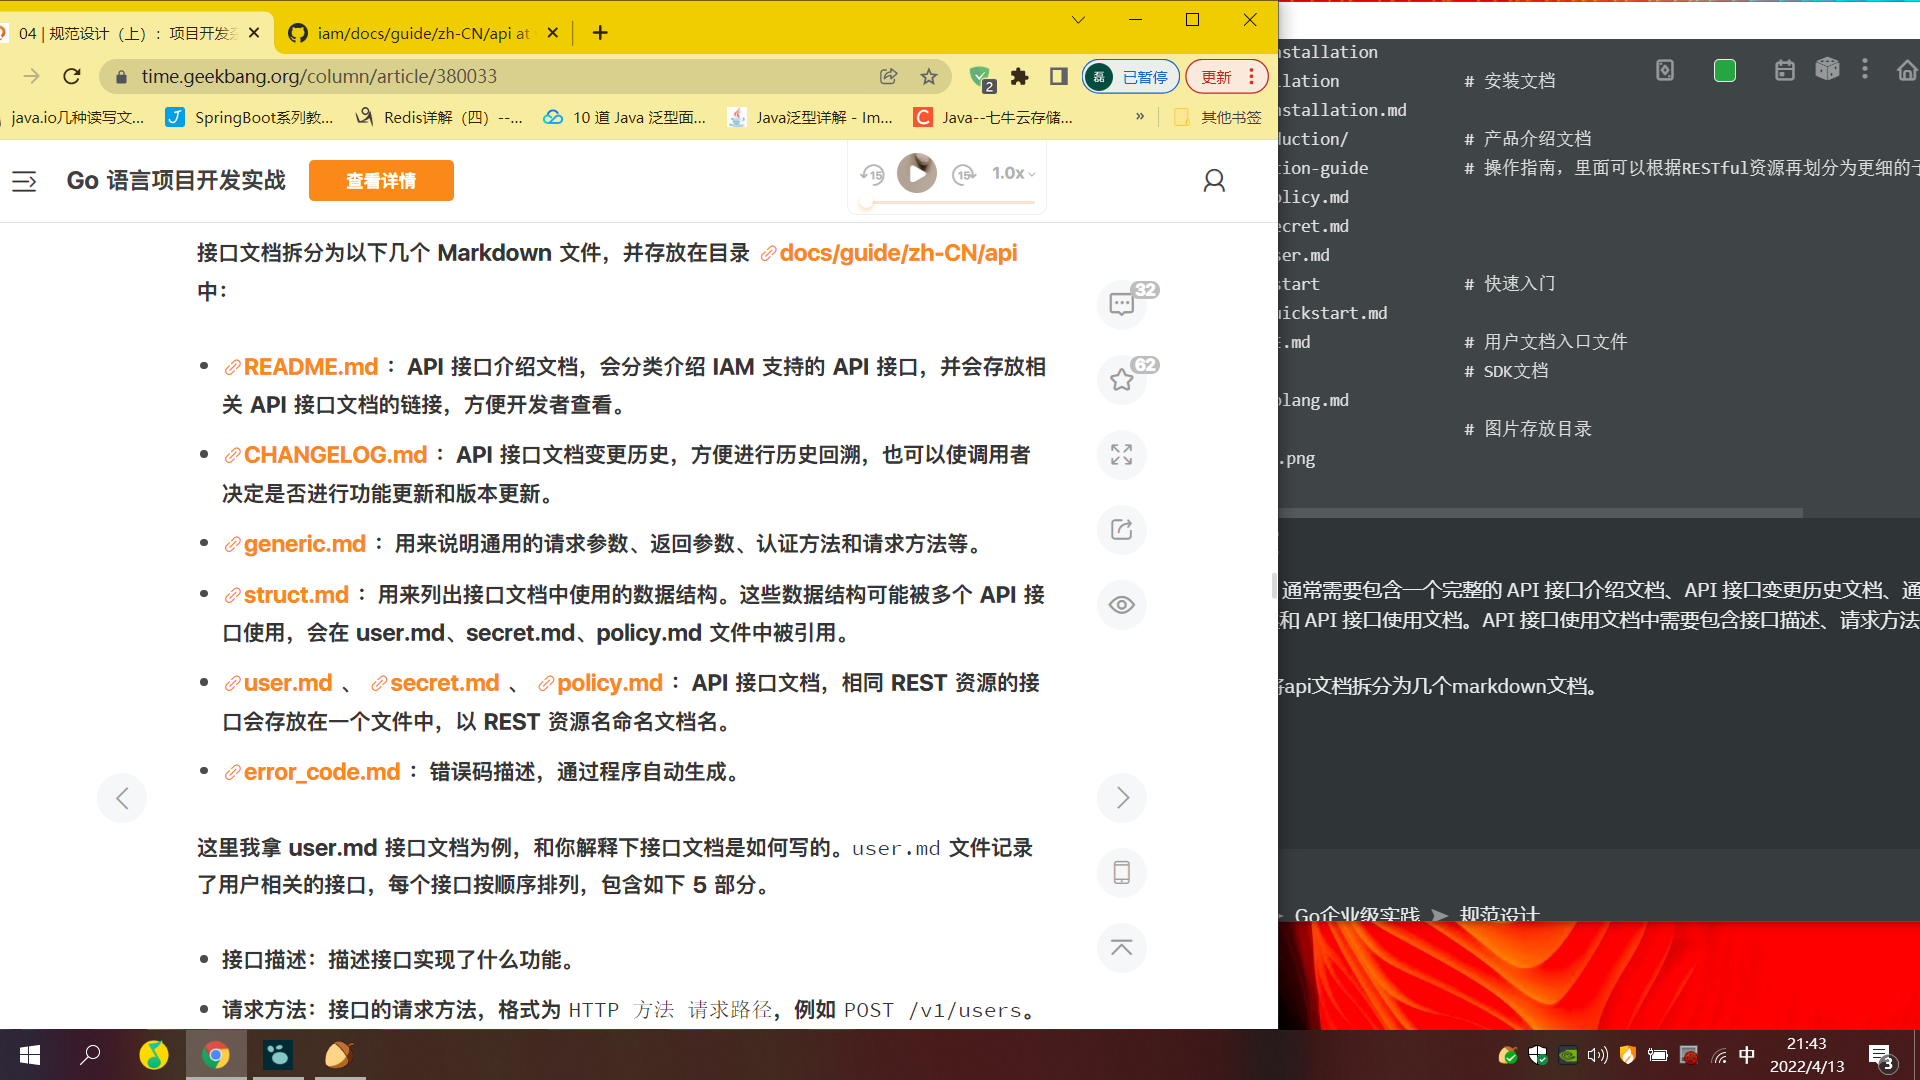 04 | 规范设计（上）：项目开发杂
iam/docs/guide/zh-CN/api at
time.geekbang.org/column/article/380033
2
磊 已暂停
更新
java.io几种读写文...
SpringBoot系列教...
Redis详解（四）--...
10 道 Java 泛型面...
Java泛型详解 - Im...
Java--七牛云存储...
»
其他书签
Go 语言项目开发实战
查看详情
15
15
1.0x
接口文档拆分为以下几个 Markdown 文件，并存放在目录 docs/guide/zh-CN/api
中：
32
62
README.md ：API 接口介绍文档，会分类介绍 IAM 支持的 API 接口，并会存放相
关 API 接口文档的链接，方便开发者查看。
CHANGELOG.md ：API 接口文档变更历史，方便进行历史回溯，也可以使调用者
决定是否进行功能更新和版本更新。
generic.md ：用来说明通用的请求参数、返回参数、认证方法和请求方法等。
struct.md ：用来列出接口文档中使用的数据结构。这些数据结构可能被多个 API 接
口使用，会在 user.md、secret.md、policy.md 文件中被引用。
user.md 、 secret.md 、 policy.md ：API 接口文档，相同 REST 资源的接
口会存放在一个文件中，以 REST 资源名命名文档名。
error_code.md ：错误码描述，通过程序自动生成。
这里我拿 user.md 接口文档为例，和你解释下接口文档是如何写的。user.md 文件记录
了用户相关的接口，每个接口按顺序排列，包含如下 5 部分。
接口描述：描述接口实现了什么功能。
请求方法：接口的请求方法，格式为 HTTP 方法 请求路径，例如 POST /v1/users。
nstallation
llation # 安装文档
nstallation.md
duction/ # 产品介绍文档
tion-guide # 操作指南，里面可以根据RESTful资源再划分为更细的子
olicy.md
ecret.md
ser.md
start # 快速入门
uickstart.md
E.md # 用户文档入口文件
# SDK文档
olang.md
# 图片存放目录
.png
通常需要包含一个完整的 API 接口介绍文档、API 接口变更历史文档、通
和 API 接口使用文档。API 接口使用文档中需要包含接口描述、请求方法
将api文档拆分为几个markdown文档。
Go企业级实践 ➤ 规范设计
中
21:43
2022/4/13
3